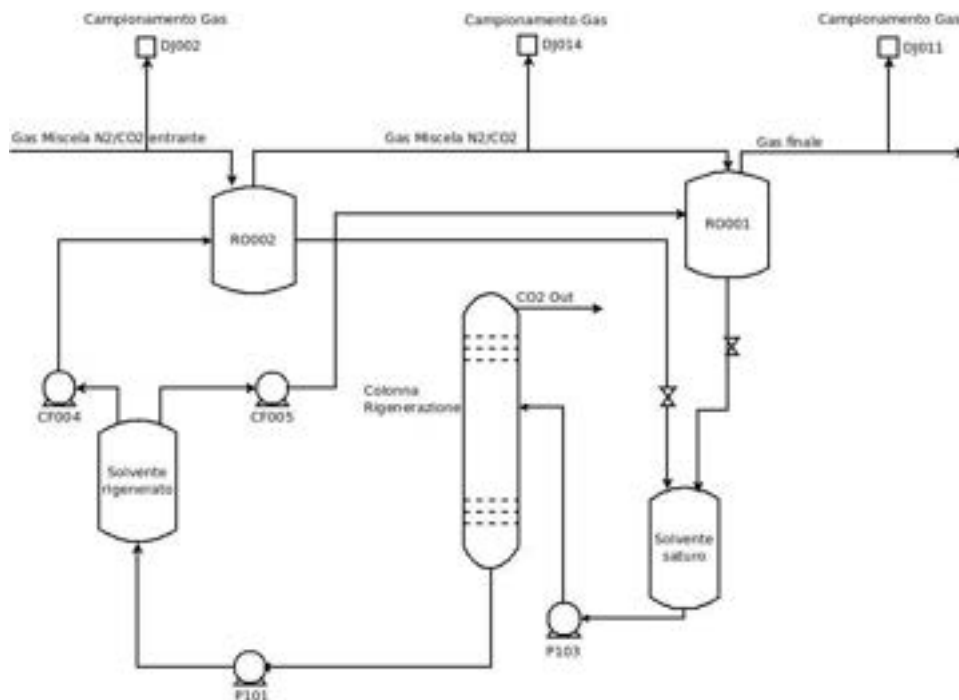 Campionamento Gas
DJ002
Campionamento Gas
DJ014
Campionamento Gas
DJ011
Gas Miscela N2/CO2 entrante
Gas Miscela N2/CO2
Gas finale
RO002
RO001
CO2 Out
Colonna
Rigenerazione
CF004
CF005
Solvente
rigenerato
Solvente
saturo
P103
P101